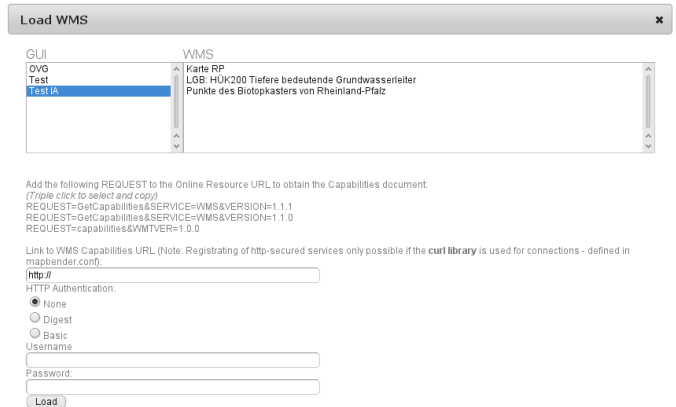 Load WMS
GUI
WMS
OVG
Test
Test IA
Karte RP
LGB: HÜK200 Tiefere bedeutende Grundwasserleiter
Punkte des Biotopkasters von Rheinland-Pfalz
Add the following REQUEST to the Online Resource URL to obtain the Capabilities document:
(Triple click to select and copy)
REQUEST=GetCapabilities&SERVICE=WMS&VERSION=1.1.1
REQUEST=GetCapabilities&SERVICE=WMS&VERSION=1.1.0
REQUEST=capabilities&WMTVER=1.0.0
Link to WMS Capabilities URL (Note: Registrating of http-secured services only possible if the curl library is used for connections - defined in
mapbender.conf):
http://
HTTP Authentication:
None
Digest
Basic
Username
Password:
Load